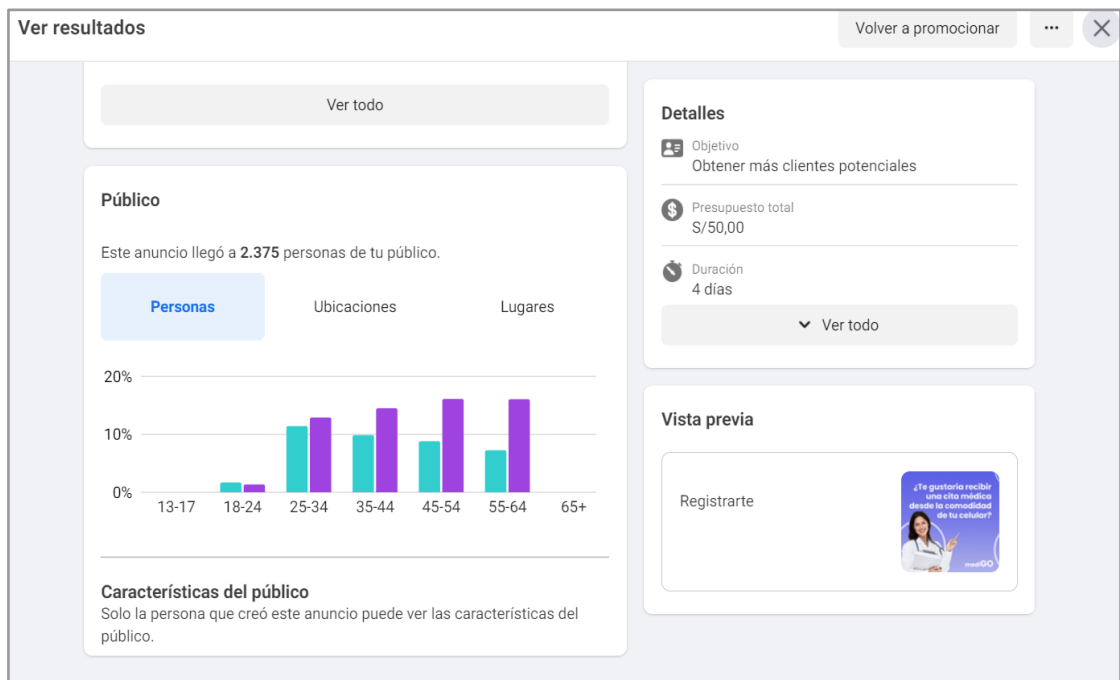 Ver resultados
Volver a promocionar
Ver todo
Público
Este anuncio llegó a 2.375 personas de tu público.
Personas
Ubicaciones
Lugares
20%
10%
0%
13-17
18-24
25-34
35-44
45-54
55-64
65+
Características del público
Solo la persona que creó este anuncio puede ver las características del
público.
Detalles
Objetivo
Obtener más clientes potenciales
Presupuesto total
S/50,00
Duración
4 días
Ver todo
Vista previa
Registrarte
¿Te gustaria recibir
una cita médica
desde la comodidad
de tu celular?
mediGO